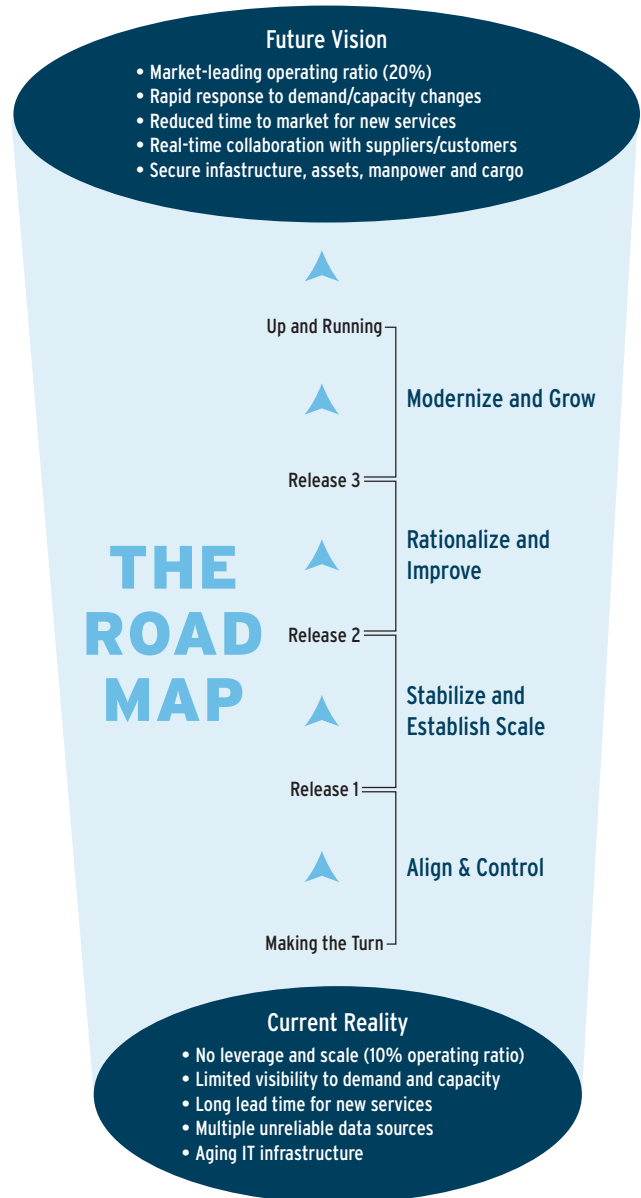 Future Vision
• Market-leading operating ratio (20%)
• Rapid response to demand/capacity changes
• Reduced time to market for new services
• Real-time collaboration with suppliers/customers
• Secure infastructure, assets, manpower and cargo
Up and Running
Modernize and Grow
Release 3
THE
ROAD
MAP
Rationalize and
Improve
Release 2
Stabilize and
Establish Scale
Release 1
Align & Control
Making the Turn
Current Reality
• No leverage and scale (10% operating ratio)
• Limited visibility to demand and capacity
• Long lead time for new services
• Multiple unreliable data sources
• Aging IT infrastructure